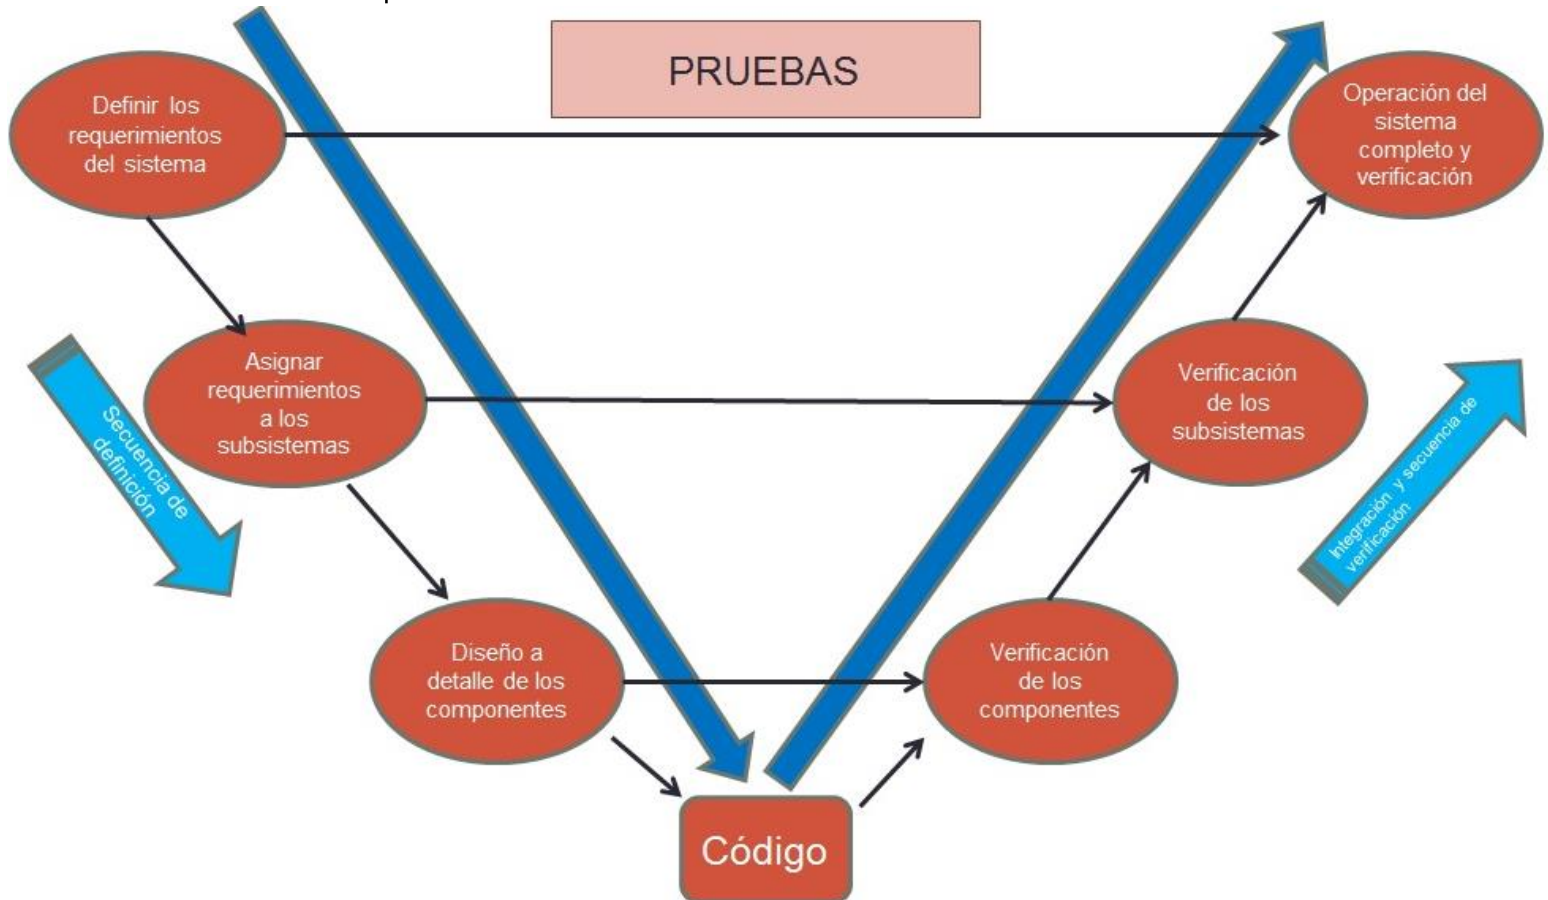 PRUEBAS
Definir los
requerimientos
del sistema
Operación del
sistema
completo y
verificación
Asignar
requerimientos
a los
subsistemas
Verificación
de los
subsistemas
Secuencia de
definición
Integración y secuencia de
verificación
Diseño a
detalle de los
componentes
Verificación
de los
componentes
Código